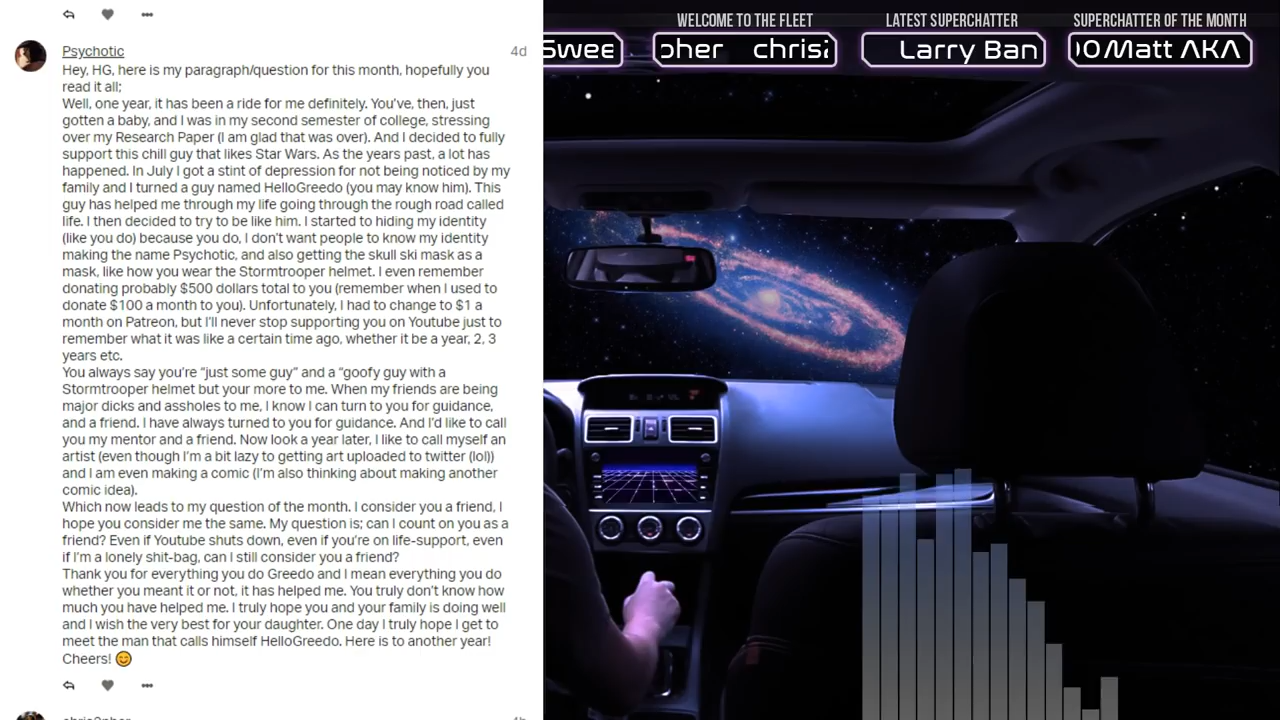 Psychotic
4d
Hey, HG, here is my paragraph/question for this month, hopefully you
read it all;
Well, one year, it has been a ride for me definitely. You've, then, just
gotten a baby, and I was in my second semester of college, stressing
over my Research Paper (I am glad that was over). And I decided to fully
support this chill guy that likes Star Wars. As the years past, a lot has
happened. In July I got a stint of depression for not being noticed by my
family and I turned a guy named HelloGreedo (you may know him). This
guy has helped me through my life going through the rough road called
life. I then decided to try to be like him. I started to hiding my identity
(like you do) because you do, I don't want people to know my identity
making the name Psychotic, and also getting the skull ski mask as a
mask, like how you wear the Stormtrooper helmet. I even remember
donating probably $500 dollars total to you (remember when I used to
donate $100 a month to you). Unfortunately, I had to change to $1 a
month on Patreon, but I'll never stop supporting you on Youtube just to
remember what it was like a certain time ago, whether it be a year, 2, 3
years etc.
You always say you're "just some guy" and a "goofy guy with a
Stormtrooper helmet but your more to me. When my friends are being
major dicks and assholes to me, I know I can turn to you for guidance,
and a friend. I have always turned to you for guidance. And I'd like to call
you my mentor and a friend. Now look a year later, I like to call myself an
artist (even though I'm a bit lazy to getting art uploaded to twitter (lol))
and I am even making a comic (I'm also thinking about making another
comic idea).
Which now leads to my question of the month. I consider you a friend, I
hope you consider me the same. My question is; can I count on you as a
friend? Even if Youtube shuts down, even if you're on life-support, even
if I'm a lonely shit-bag, can I still consider you a friend?
Thank you for everything you do Greedo and I mean everything you do
whether you meant it or not, it has helped me. You truly don't know how
much you have helped me. I truly hope you and your family is doing well
and I wish the very best for your daughter. One day I truly hope I get to
meet the man that calls himself HelloGreedo. Here is to another year!
Cheers!
WELCOME TO THE FLEET
LATEST SUPERCHATTER
SUPERCHATTER OF THE MONTH
Swee
pher chris
Larry Ban
Matt AKA